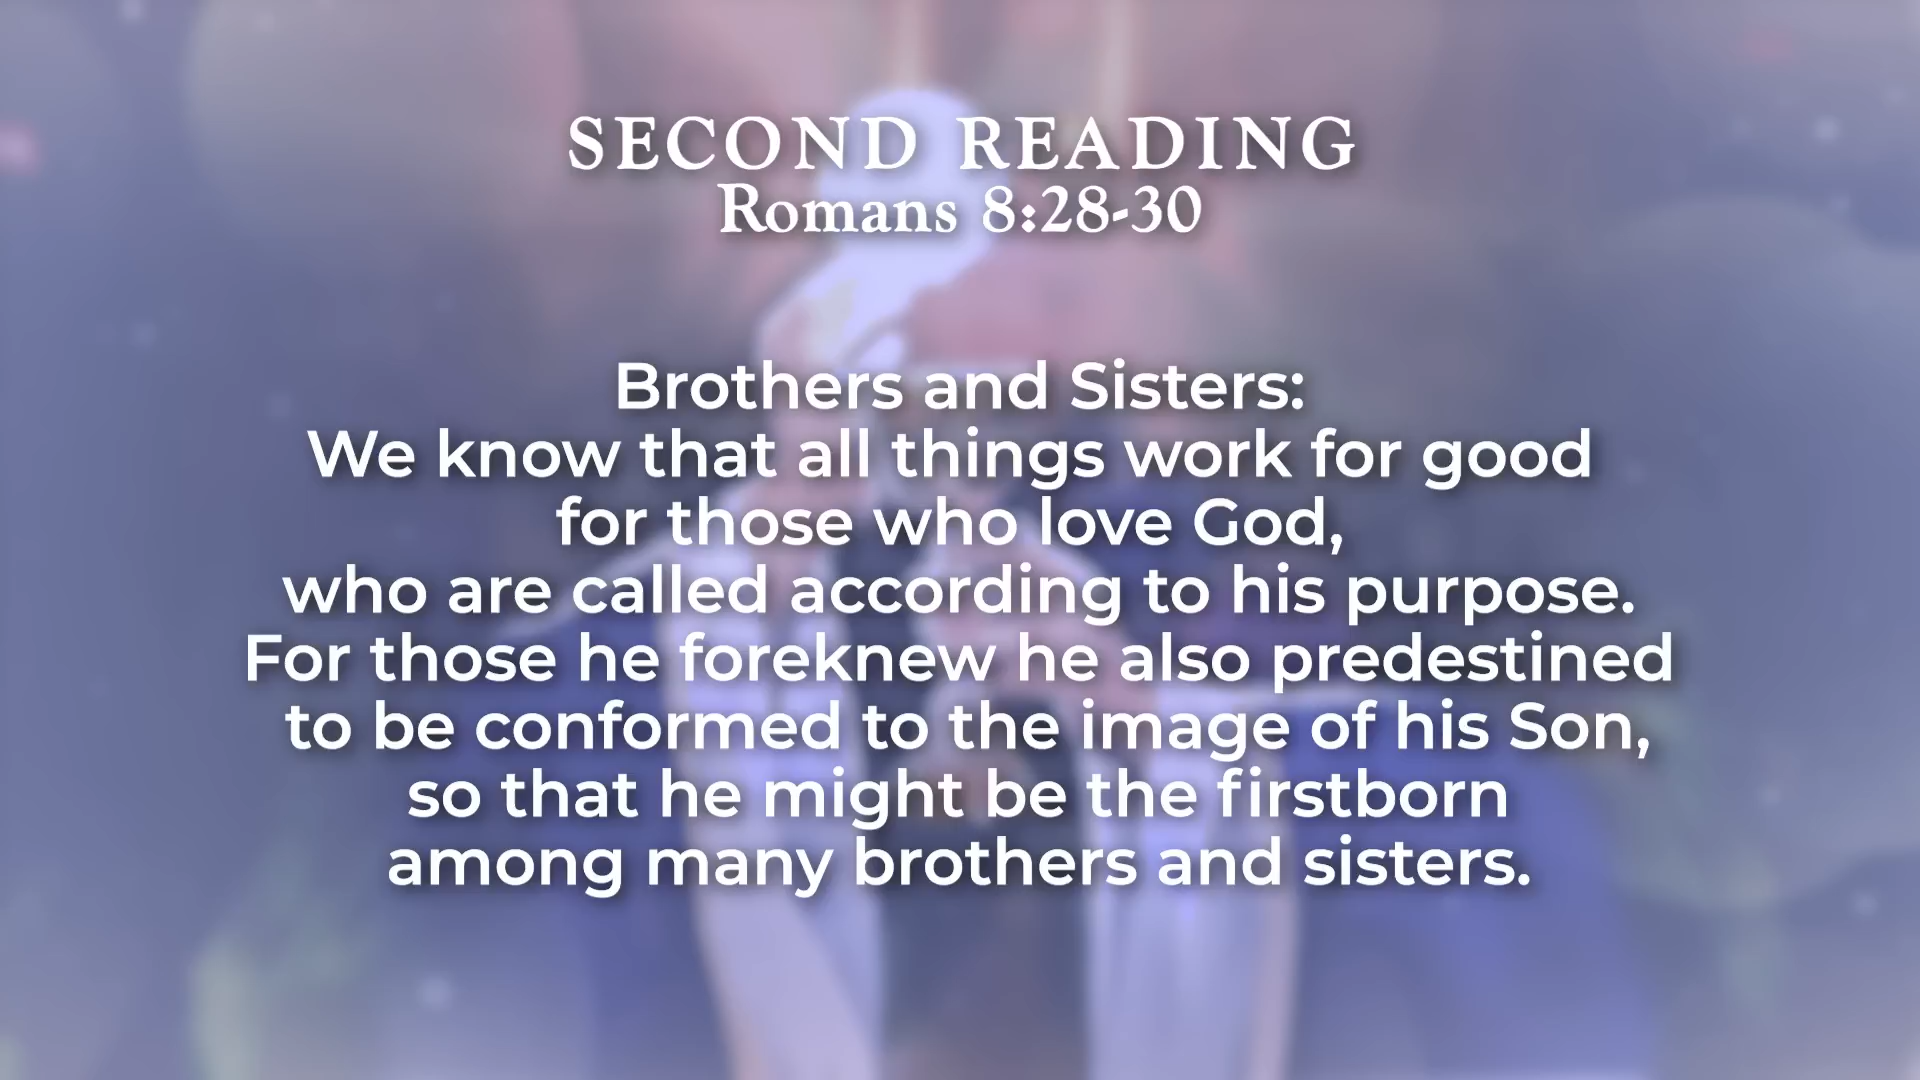 SECOND READING
Romans 8:28-30
Brothers and Sisters:
We know that all things work for good
for those who love God,
who are called according to his purpose.
For those he foreknew he also predestined
to be conformed to the image of his Son,
so that he might be the firstborn
among many brothers and sisters.